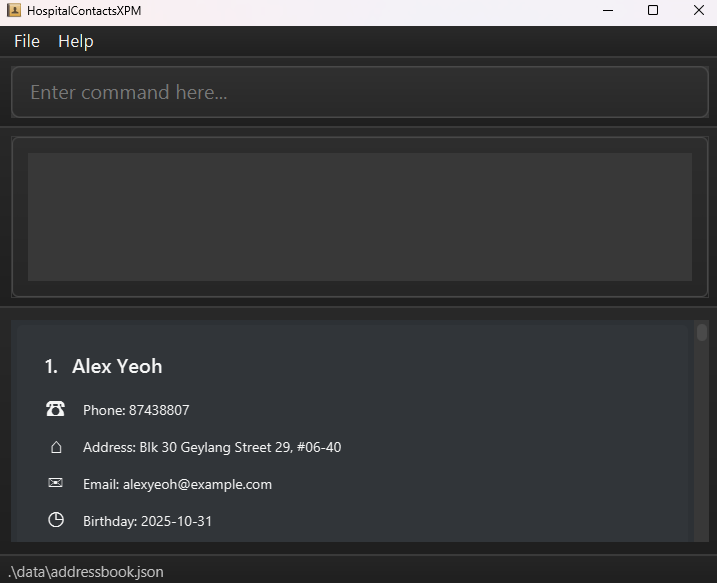 HospitalContactsXPM
File Help
Enter command here...
1. Alex Yeoh
Phone: 87438807
Address: Blk 30 Geylang Street 29, #06-40
Email: alexyeoh@example.com
Birthday: 2025-10-31
.\data\addressbook.json